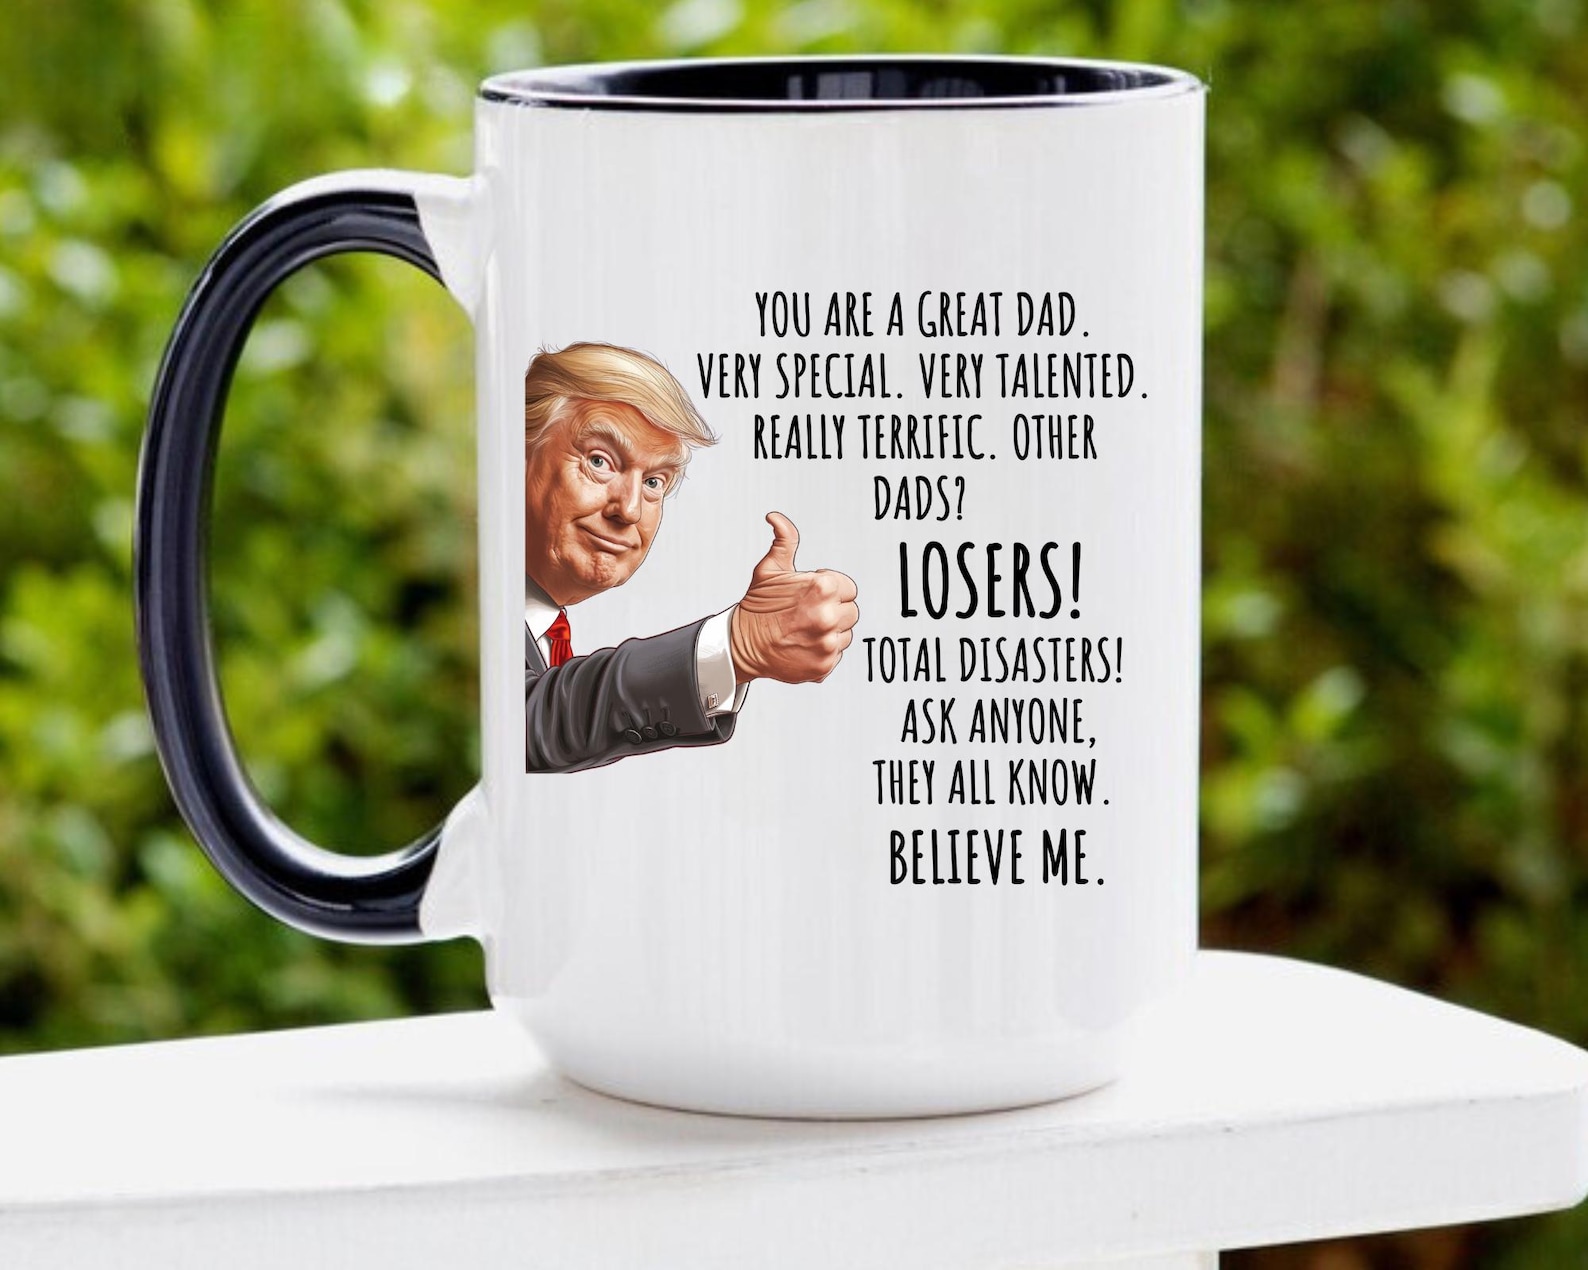 YOU ARE A GREAT DAD.
VERY SPECIAL. VERY TALENTED.
REALLY TERRIFIC. OTHER
DADS?
LOSERS!
TOTAL DISASTERS!
ASK ANYONE,
THEY ALL KNOW.
BELIEVE ME.